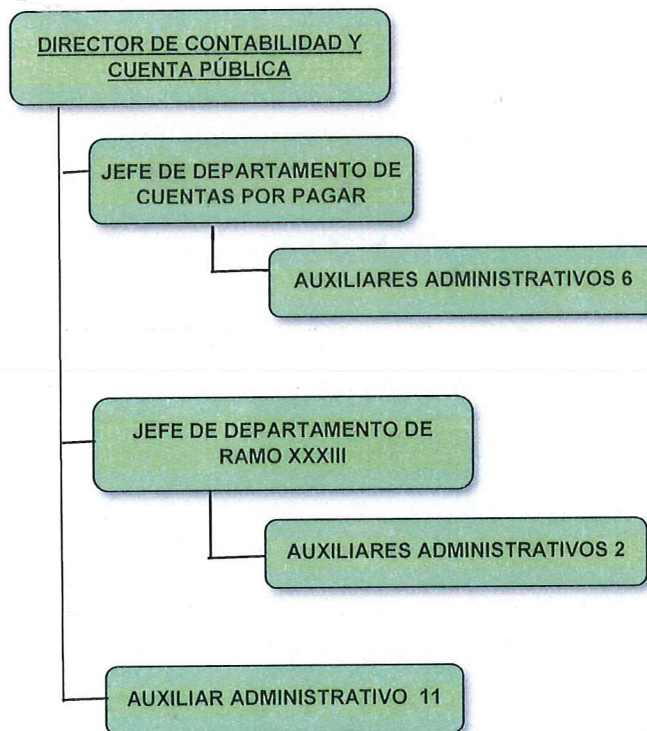 DIRECTOR DE CONTABILIDAD Y
CUENTA PÚBLICA
JEFE DE DEPARTAMENTO DE
CUENTAS POR PAGAR
AUXILIARES ADMINISTRATIVOS 6
JEFE DE DEPARTAMENTO DE
RAMO XXXIII
AUXILIARES ADMINISTRATIVOS 2
AUXILIAR ADMINISTRATIVO 11